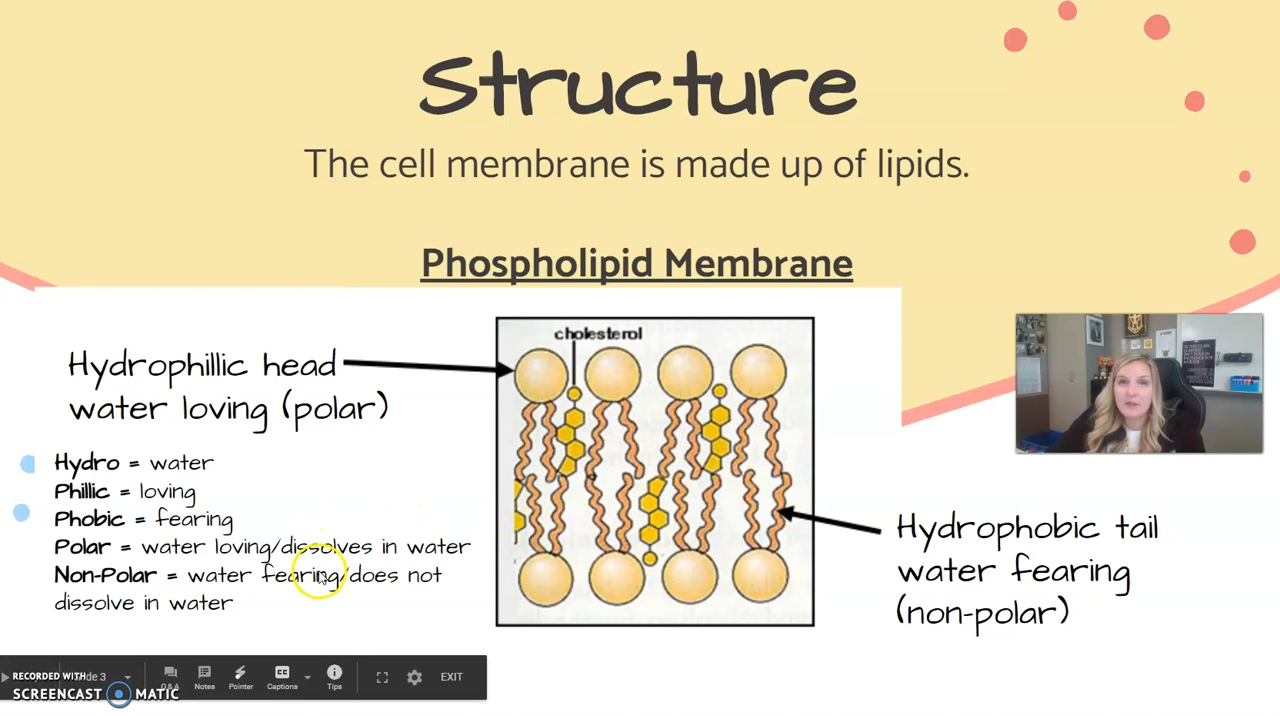 Structure
The cell membrane is made up of lipids.
Phospholipid Membrane
cholesterol
Hydrophillic head
water loving (polar)
Hydro = water
Phillic = loving
Phobic = fearing
Polar = water loving/dissolves in water
Non-Polar = water fearing/does not
dissolve in water
Hydrophobic tail
water fearing
(non-polar)
RECORDED WITH
SCREENCAST MATIC
Q&A
Notes
Pointer
Captions
Tips
EXIT